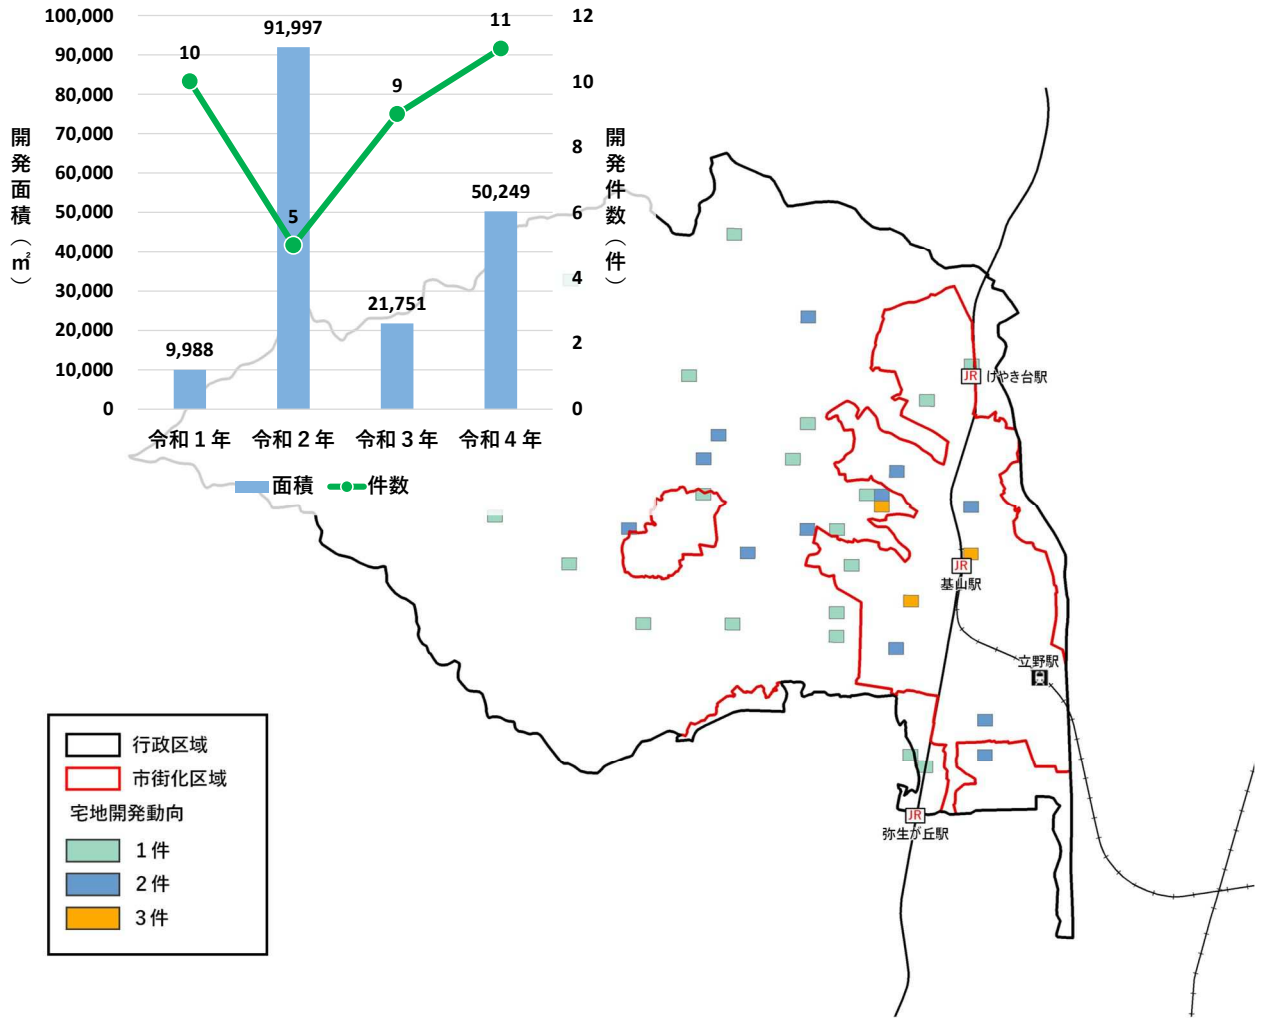 100,000
90,000
80,000
70,000
60,000
50,000
40,000
30,000
20,000
10,000
0
開発面積（㎡）
12
10
8
6
4
2
0
開発件数（件）
10
91,997
5
9
11
9,988
21,751
50,249
令和１年
令和２年
令和３年
令和４年
面積
件数
JR
けやき台駅
JR
基山駅
立野駅
JR
弥生が丘駅
行政区域
市街化区域
宅地開発動向
１件
２件
３件